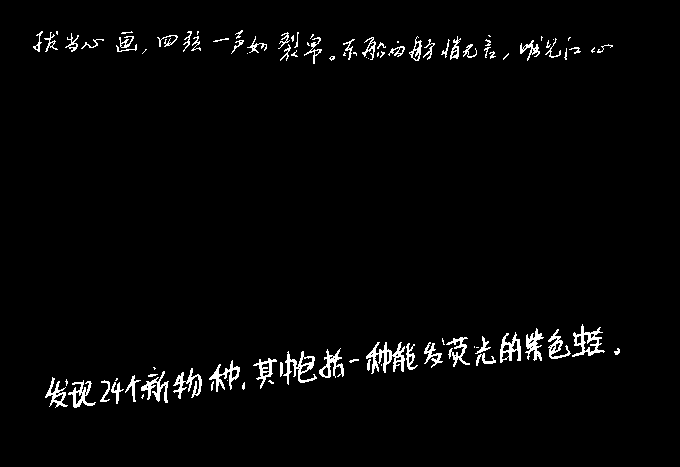 拔当心画，四弦一声如裂帛。东船西舫悄无言，唯见江心
发现24个新物种，其中包括一种能发荧光的紫色蛙。